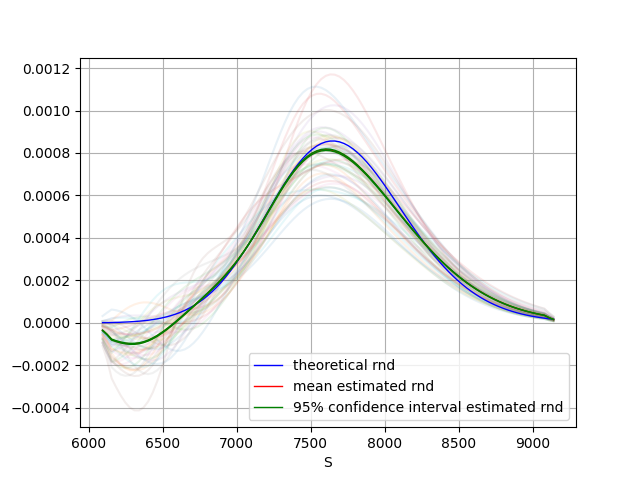 0.0012
0.0010
0.0008
0.0006
0.0004
0.0002
0.0000
−0.0002
−0.0004
theoretical rnd
mean estimated rnd
95% confidence interval estimated rnd
6000 6500 7000 7500 8000 8500 9000
S